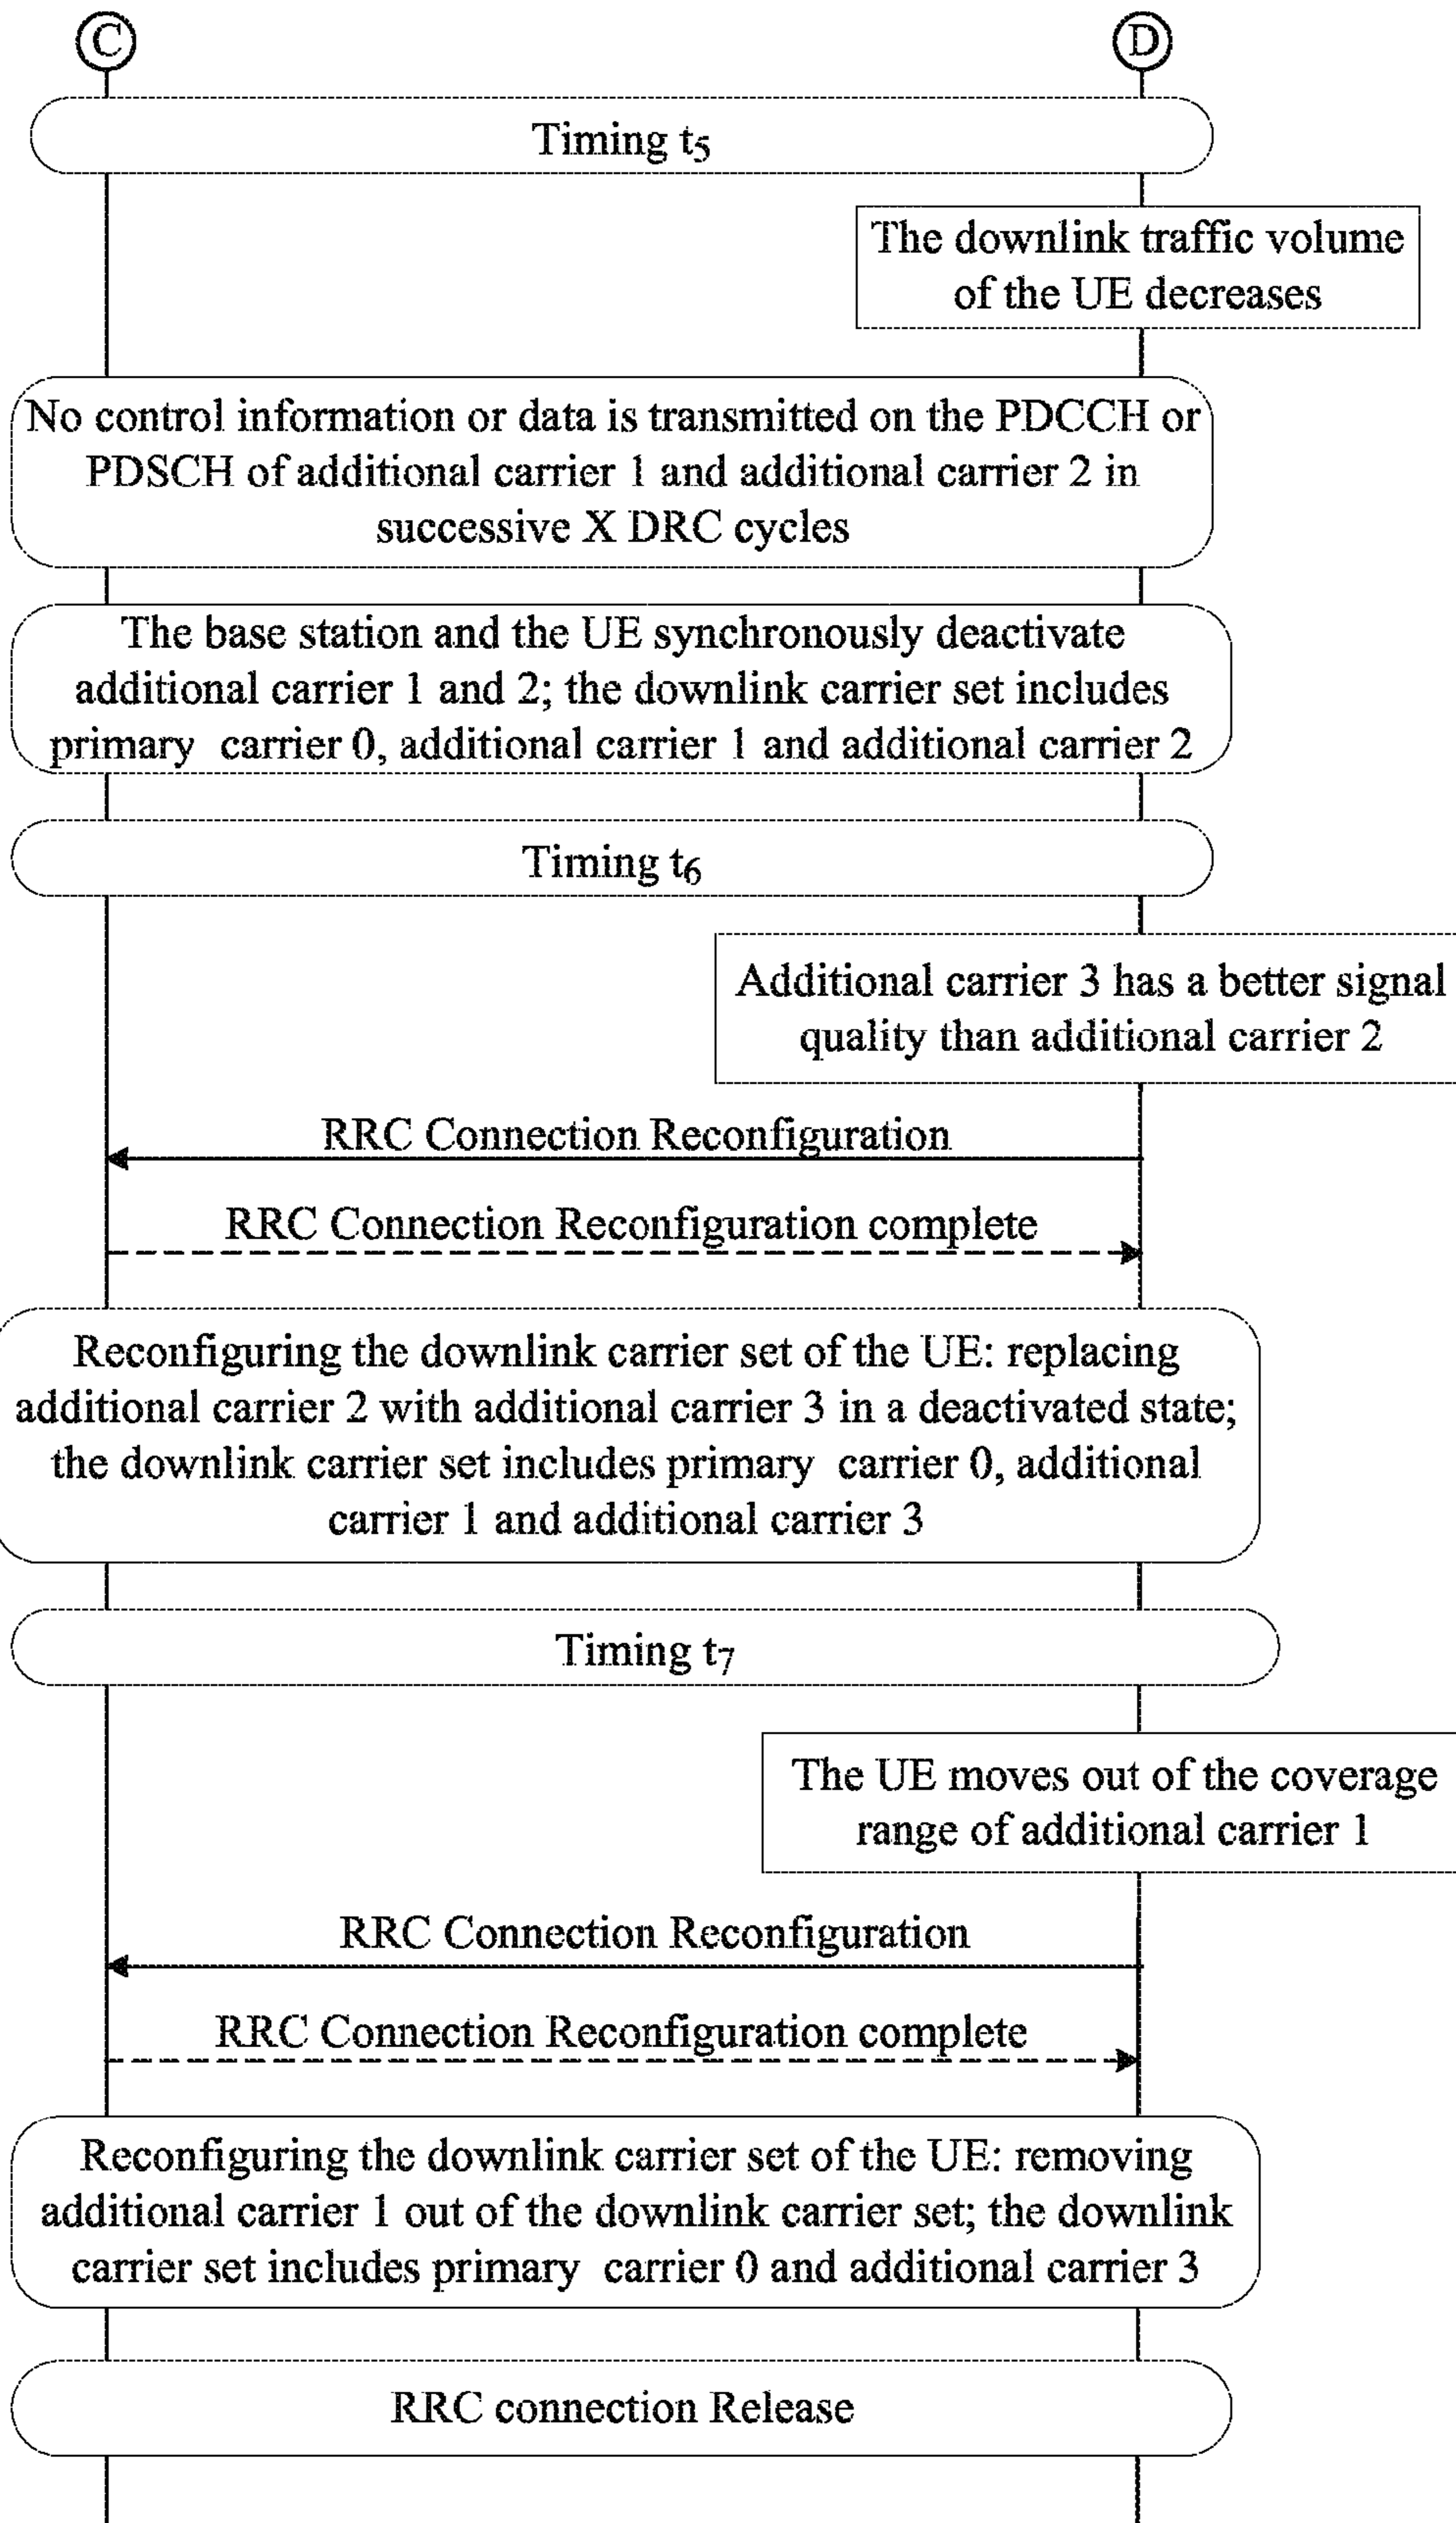 C
D
Timing t5
The downlink traffic volume
of the UE decreases
No control information or data is transmitted on the PDCCH or
PDSCH of additional carrier 1 and additional carrier 2 in
successive X DRC cycles
The base station and the UE synchronously deactivate
additional carrier 1 and 2; the downlink carrier set includes
primary carrier 0, additional carrier 1 and additional carrier 2
Timing t6
Additional carrier 3 has a better signal
quality than additional carrier 2
RRC Connection Reconfiguration
RRC Connection Reconfiguration complete
Reconfiguring the downlink carrier set of the UE: replacing
additional carrier 2 with additional carrier 3 in a deactivated state;
the downlink carrier set includes primary carrier 0, additional
carrier 1 and additional carrier 3
Timing t7
The UE moves out of the coverage
range of additional carrier 1
RRC Connection Reconfiguration
RRC Connection Reconfiguration complete
Reconfiguring the downlink carrier set of the UE: removing
additional carrier 1 out of the downlink carrier set; the downlink
carrier set includes primary carrier 0 and additional carrier 3
RRC connection Release